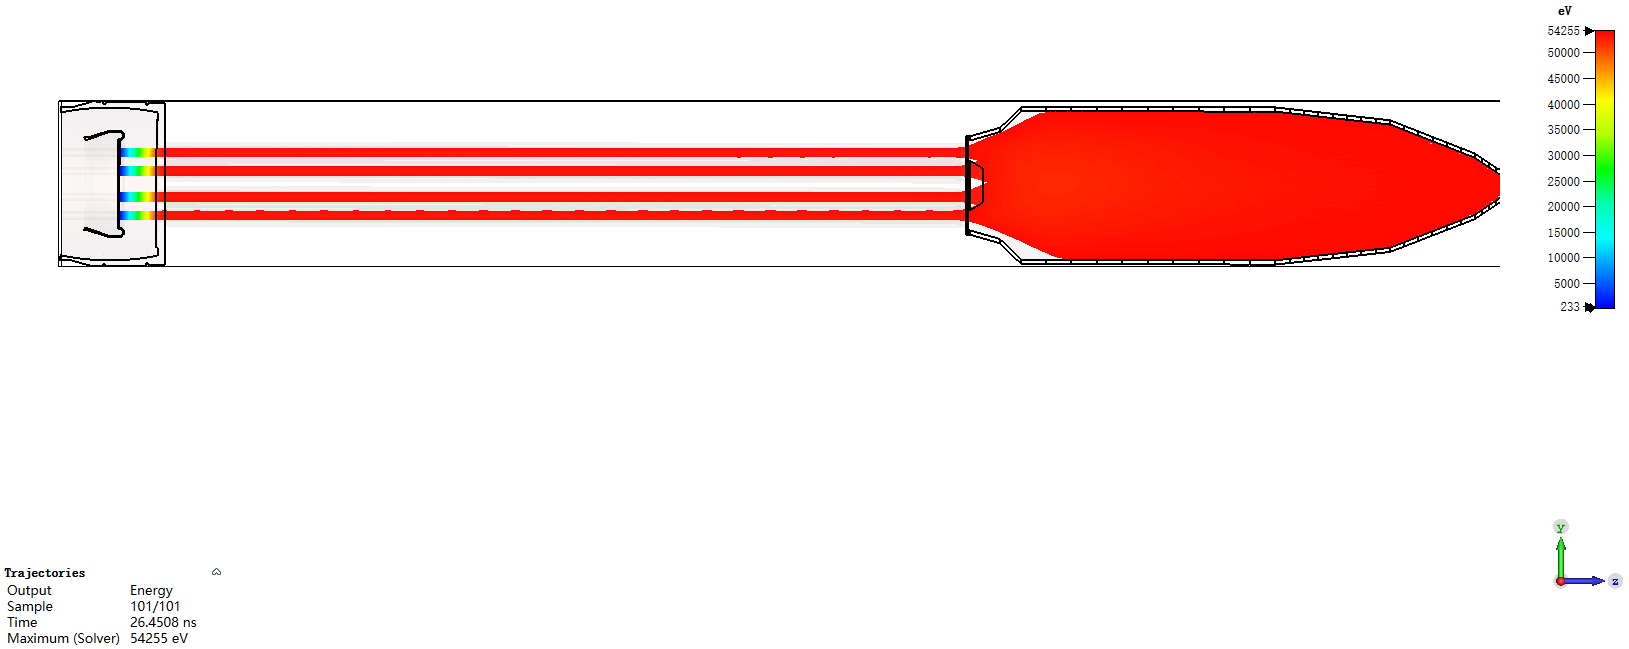 eV
54255
50000
45000
40000
35000
30000
25000
20000
15000
10000
5000
233
y
z
Trajectories
Output Energy
Sample 101/101
Time 26.4508 ns
Maximum (Solver) 54255 eV